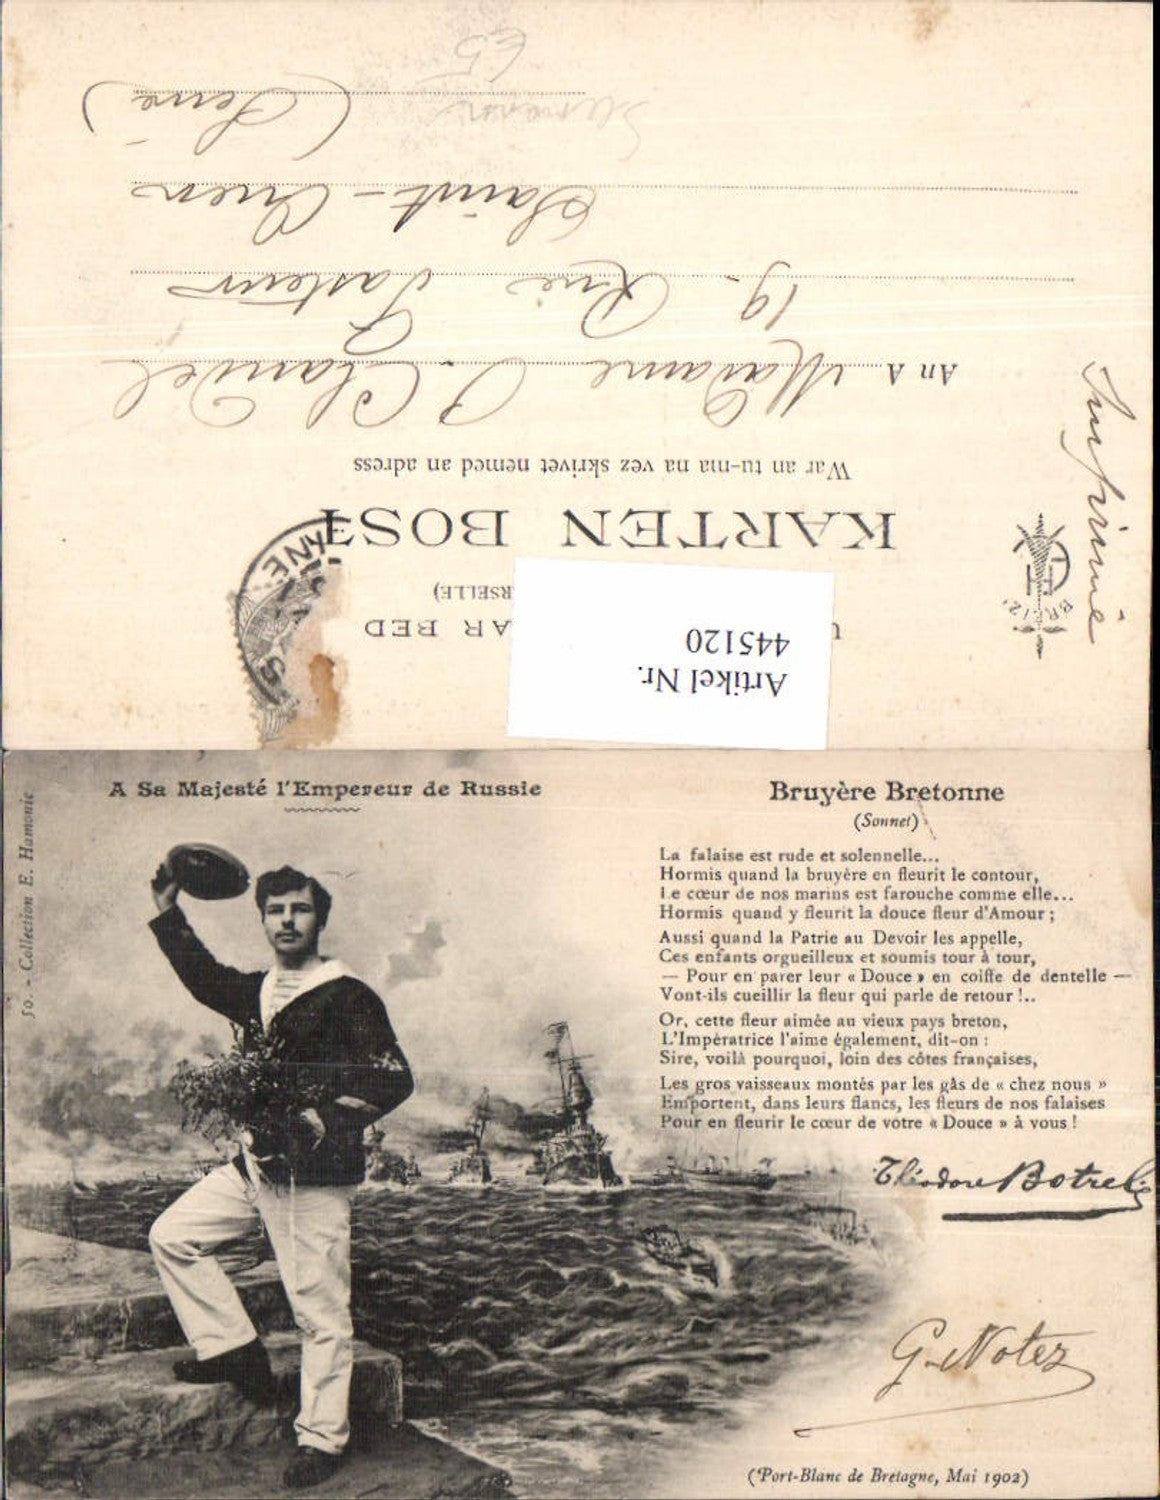 UNVANIEZ AR BED
KARTEN BOST
War an tu-ma na vez skrivet nemed an adress
An A Madame J. Claudel
19 - Rue Pasteur
Saint-Ouen
(Seine)
Imprimé
BREIZ
Artikel Nr.
445120
A Sa Majesté l'Empereur de Russie
50. - Collection E. Hamonic
Bruyère Bretonne
(Sonnet)
La falaise est rude et solennelle...
Hormis quand la bruyère en fleurit le contour,
Le cœur de nos marins est farouche comme elle...
Hormis quand y fleurit la douce fleur d'Amour ;
Aussi quand la Patrie au Devoir les appelle,
Ces enfants orgueilleux et soumis tour à tour,
— Pour en parer leur « Douce » en coiffe de dentelle —
Vont-ils cueillir la fleur qui parle de retour !..
Or, cette fleur aimée au vieux pays breton,
L'Impératrice l'aime également, dit-on :
Sire, voilà pourquoi, loin des côtes françaises,
Les gros vaisseaux montés par les gâs de « chez nous »
Emportent, dans leurs flancs, les fleurs de nos falaises
Pour en fleurir le cœur de votre « Douce » à vous !
Théodore Botrel
G. Notez
(Port-Blanc de Bretagne, Mai 1902)